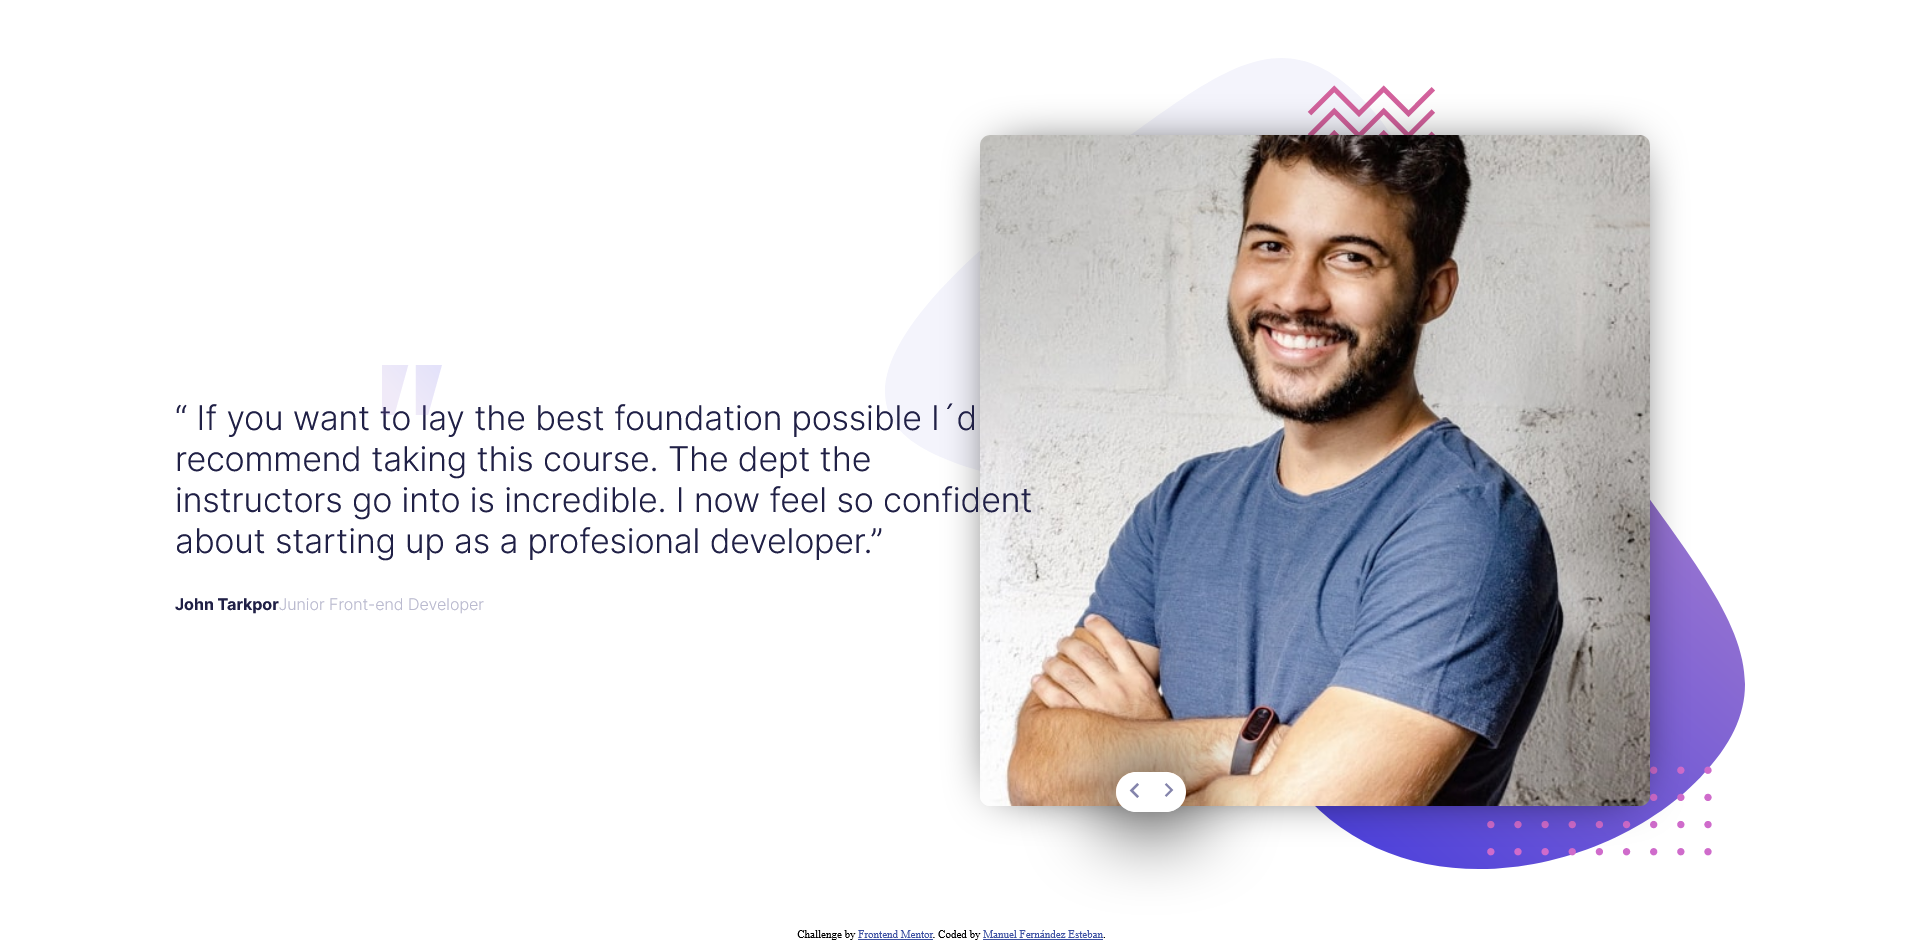 “ If you want to lay the best foundation possible I´d
recommend taking this course. The dept the
instructors go into is incredible. I now feel so confident
about starting up as a profesional developer.”
John TarkporJunior Front-end Developer
Challenge by Frontend Mentor. Coded by Manuel Fernández Esteban.